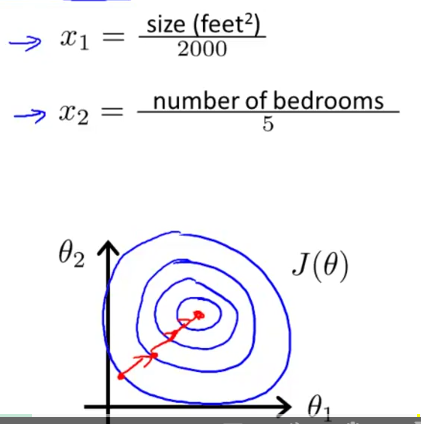 x₁ = size (feet²) / 2000
x₂ = number of bedrooms / 5
θ₂
J(θ)
θ₁